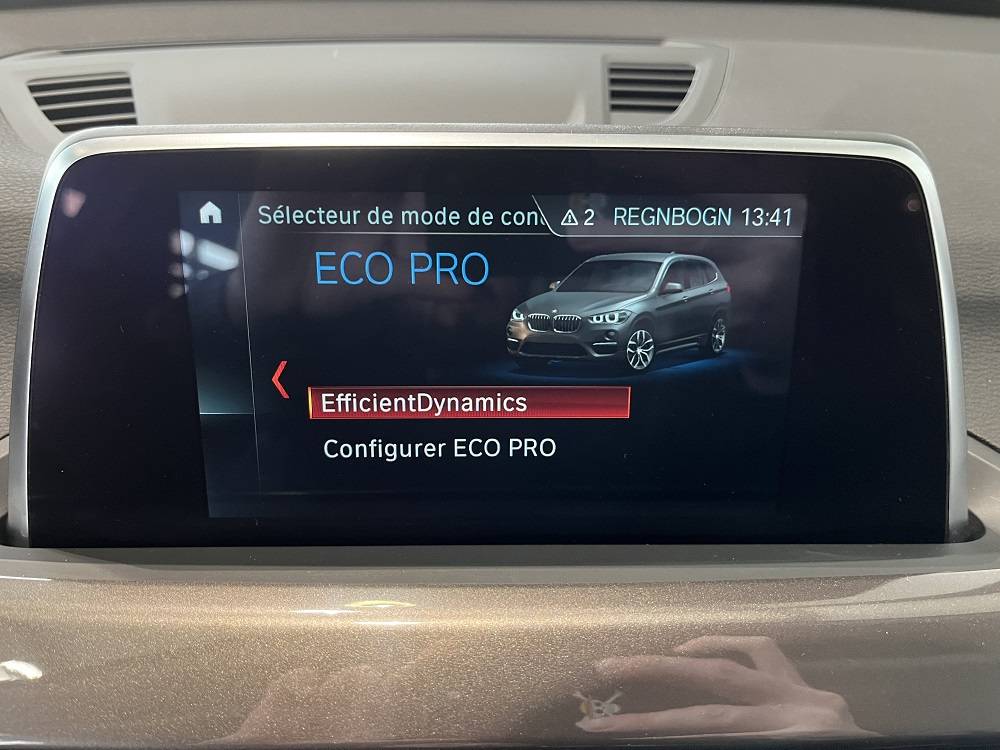 Sélecteur de mode de con 2 REGNBOGN 13:41
ECO PRO
EfficientDynamics
Configurer ECO PRO